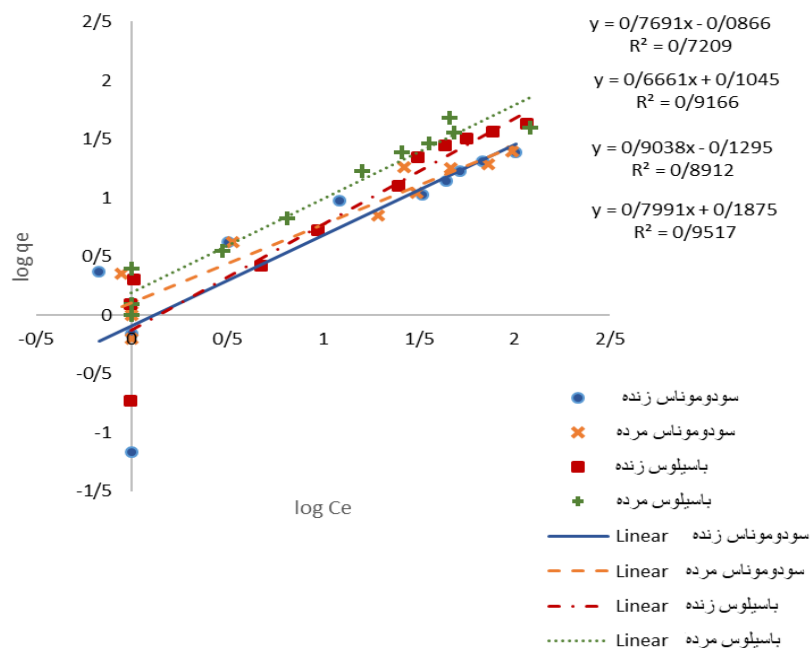 2/5
2
1/5
1
0/5
0
-0/5
-1
-1/5
-0/5
0
0/5
1
1/5
2
2/5
log qe
log Ce
y = 0/7691x - 0/0866
R² = 0/7209
y = 0/6661x + 0/1045
R² = 0/9166
y = 0/9038x - 0/1295
R² = 0/8912
y = 0/7991x + 0/1875
R² = 0/9517
سودوموناس زنده
سودوموناس مرده
باسیلوس زنده
باسیلوس مرده
Linear سودوموناس زنده
Linear سودوموناس مرده
Linear باسیلوس زنده
Linear باسیلوس مرده